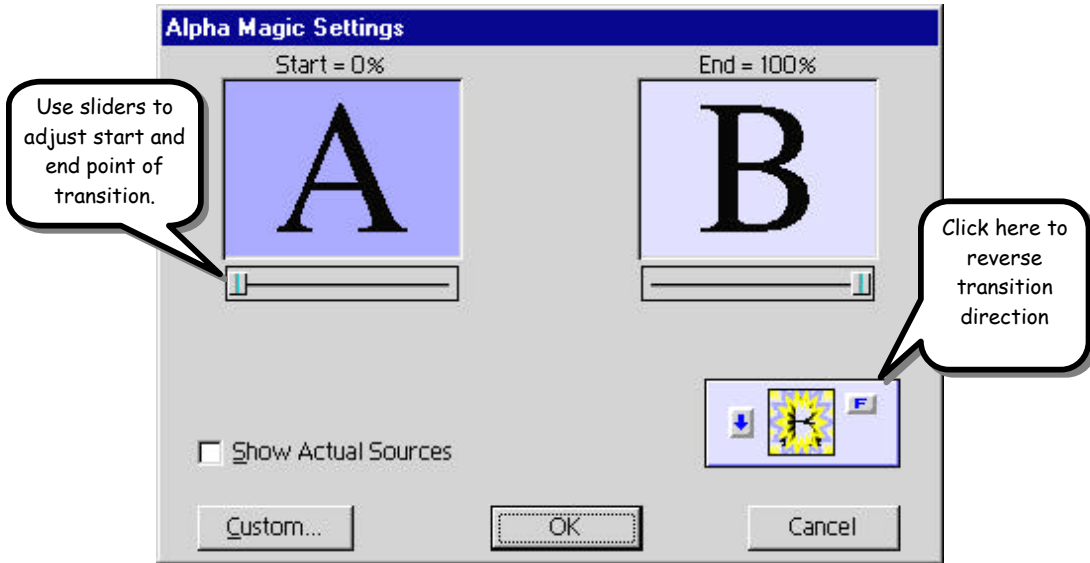 Alpha Magic Settings
Start = 0%
End = 100%
Use sliders to
adjust start and
end point of
transition.
A
B
Click here to
reverse
transition
direction
F
Show Actual Sources
Custom...
OK
Cancel